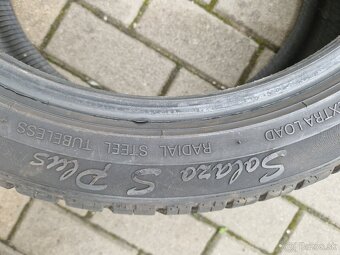 EXTRA LOAD
RADIAL STEEL TUBELESS
Solazo S Plus